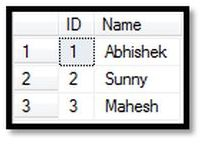 ID Name
1 1 Abhishek
2 2 Sunny
3 3 Mahesh